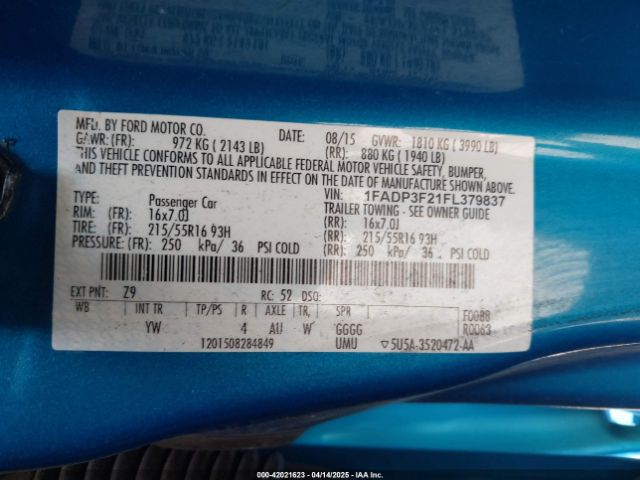 MFD. BY FORD MOTOR CO. DATE: 08/15 GVWR: 1810 KG ( 3990 LB)
GAWR: (FR): 972 KG ( 2143 LB) (RR): 880 KG ( 1940 LB)
THIS VEHICLE CONFORMS TO ALL APPLICABLE FEDERAL MOTOR VEHICLE SAFETY, BUMPER,
AND THEFT PREVENTION STANDARDS IN EFFECT ON THE DATE OF MANUFACTURE SHOWN ABOVE.
VIN: 1FADP3F21FL379837
TYPE: Passenger Car TRAILER TOWING - SEE OWNER GUIDE
RIM: (FR): 16x7.0J (RR): 16x7.0J
TIRES: (FR): 215/55R16 93H (RR): 215/55R16 93H
PRESSURE: (FR): 250 kPa/ 36 PSI COLD (RR): 250 kPa/ 36 PSI COLD
EXT PNT: Z9 RC: 52 DSO:
WB INT TR TP/PS R AXLE TR, SPR F0088
YW 4 AU W GGGG R0063
1201508284849 UMU ▽5U5A-3520472-AA
000-42021623 - 04/14/2025 - IAAI.com